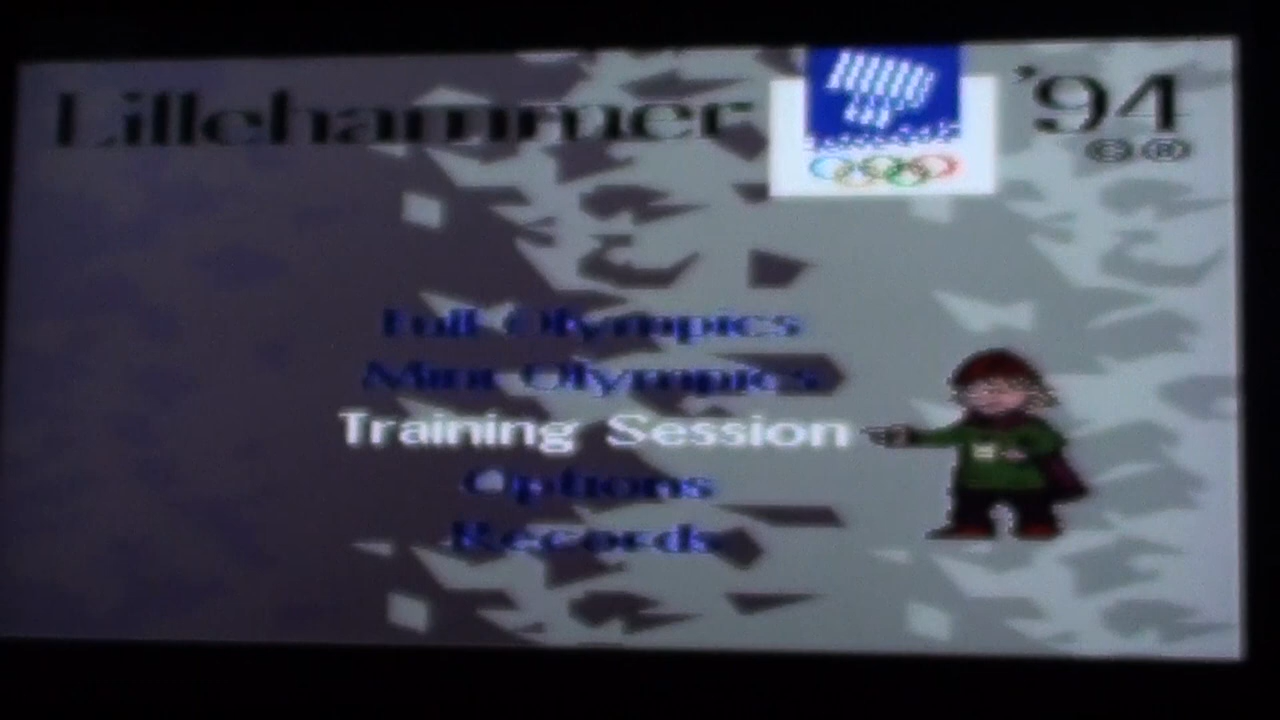 Lillehammer '94
© ®
Full Olympics
Mini Olympics
Training Session
Options
Records